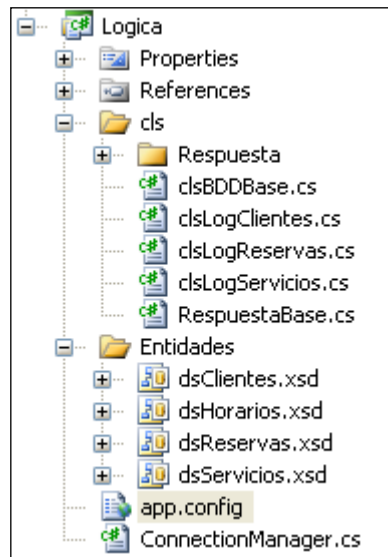 Logica
Properties
References
cls
Respuesta
clsBDDBase.cs
clsLogClientes.cs
clsLogReservas.cs
clsLogServicios.cs
RespuestaBase.cs
Entidades
dsClientes.xsd
dsHorarios.xsd
dsReservas.xsd
dsServicios.xsd
app.config
ConnectionManager.cs